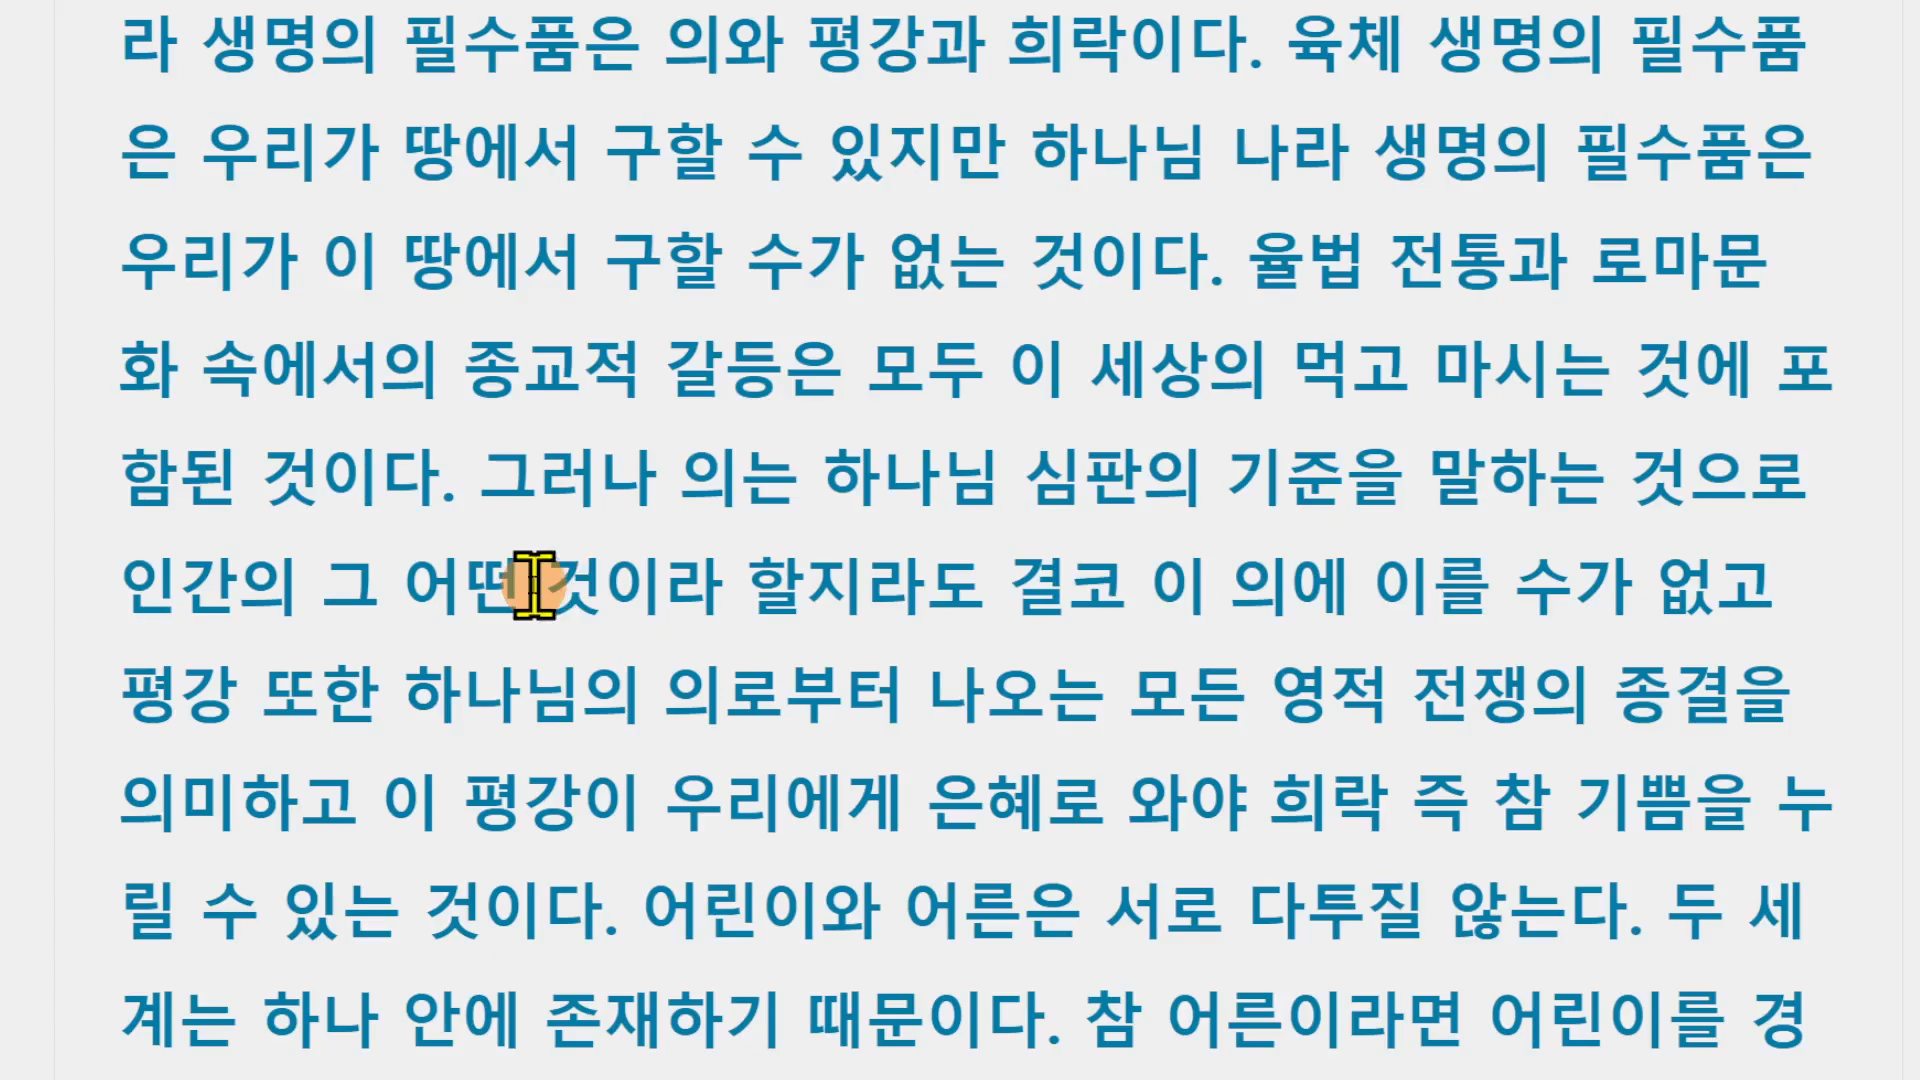 라 생명의 필수품은 의와 평강과 희락이다. 육체 생명의 필수품
은 우리가 땅에서 구할 수 있지만 하나님 나라 생명의 필수품은
우리가 이 땅에서 구할 수가 없는 것이다. 율법 전통과 로마문
화 속에서의 종교적 갈등은 모두 이 세상의 먹고 마시는 것에 포
함된 것이다. 그러나 의는 하나님 심판의 기준을 말하는 것으로
인간의 그 어떤 것이라 할지라도 결코 이 의에 이를 수가 없고
평강 또한 하나님의 의로부터 나오는 모든 영적 전쟁의 종결을
의미하고 이 평강이 우리에게 은혜로 와야 희락 즉 참 기쁨을 누
릴 수 있는 것이다. 어린이와 어른은 서로 다투질 않는다. 두 세
계는 하나 안에 존재하기 때문이다. 참 어른이라면 어린이를 경